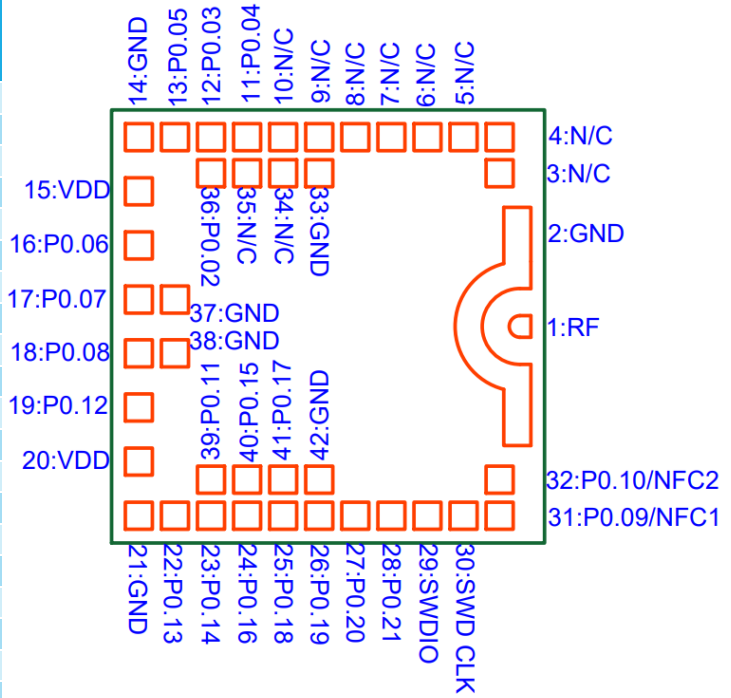 14:GND
13:P0.05
12:P0.03
11:P0.04
10:N/C
9:N/C
8:N/C
7:N/C
6:N/C
5:N/C
4:N/C
3:N/C
2:GND
1:RF
15:VDD
16:P0.06
17:P0.07
18:P0.08
19:P0.12
20:VDD
36:P0.02
35:N/C
34:N/C
33:GND
37:GND
38:GND
39:P0.11
40:P0.15
41:P0.17
42:GND
32:P0.10/NFC2
31:P0.09/NFC1
21:GND
22:P0.13
23:P0.14
24:P0.16
25:P0.18
26:P0.19
27:P0.20
28:P0.21
29:SWDIO
30:SWD CLK